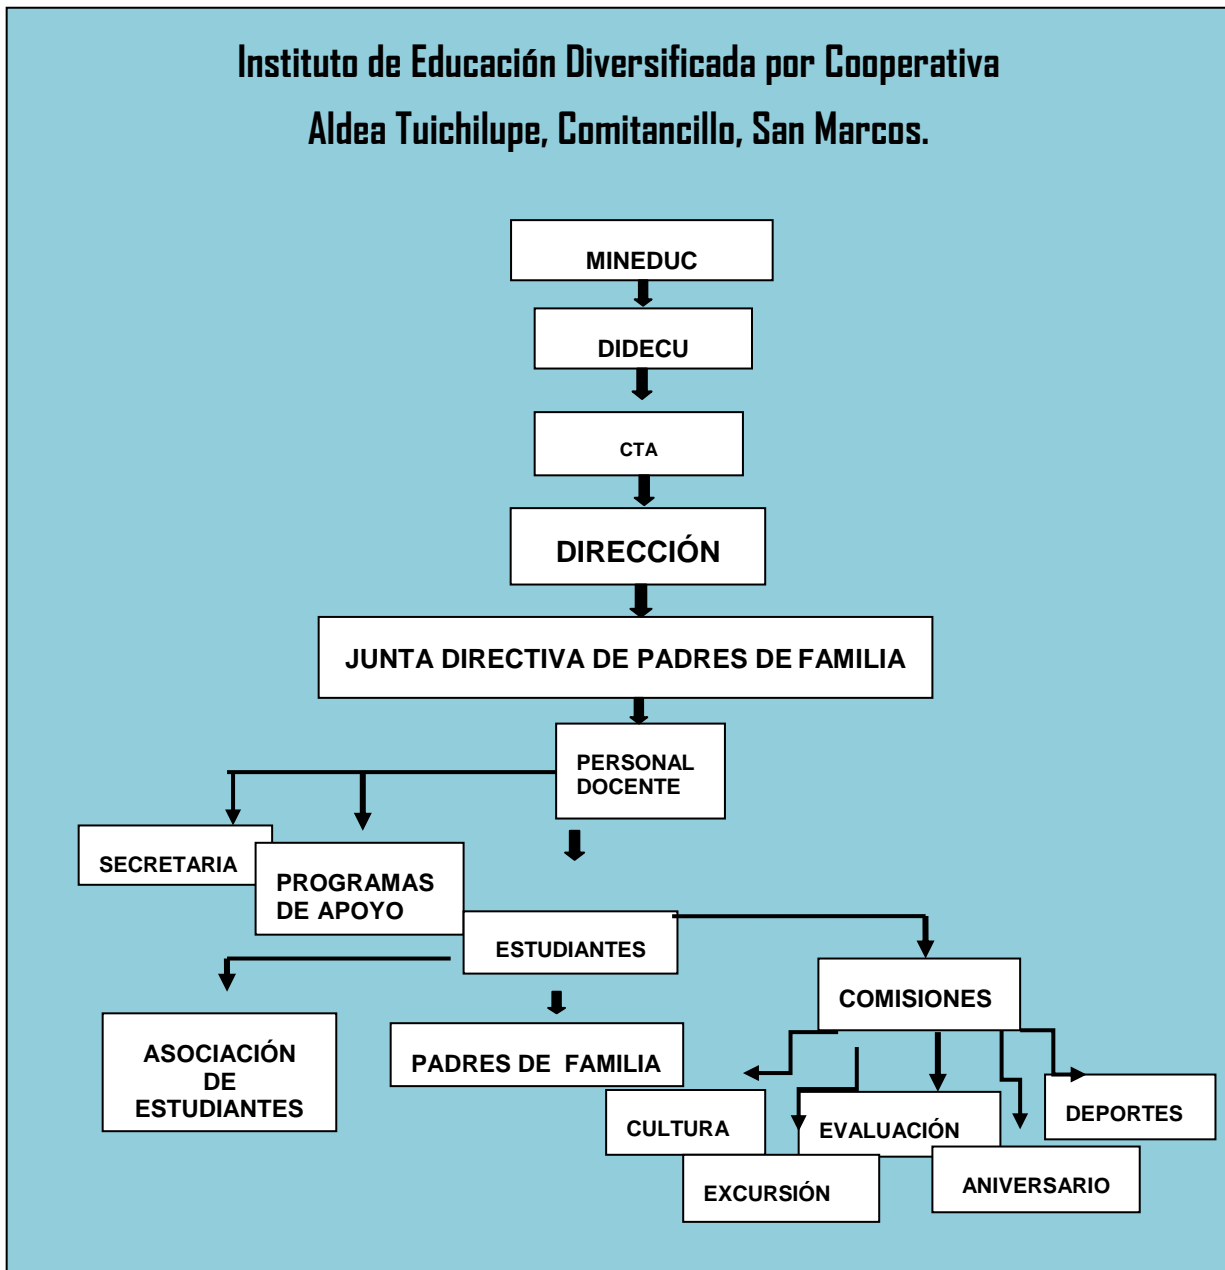 Instituto de Educación Diversificada por Cooperativa
Aldea Tuichilupe, Comitancillo, San Marcos.
MINEDUC
DIDECU
CTA
DIRECCIÓN
JUNTA DIRECTIVA DE PADRES DE FAMILIA
PERSONAL
DOCENTE
SECRETARIA
PROGRAMAS
DE APOYO
ESTUDIANTES
COMISIONES
ASOCIACIÓN
DE
ESTUDIANTES
PADRES DE FAMILIA
CULTURA
EVALUACIÓN
DEPORTES
EXCURSIÓN
ANIVERSARIO